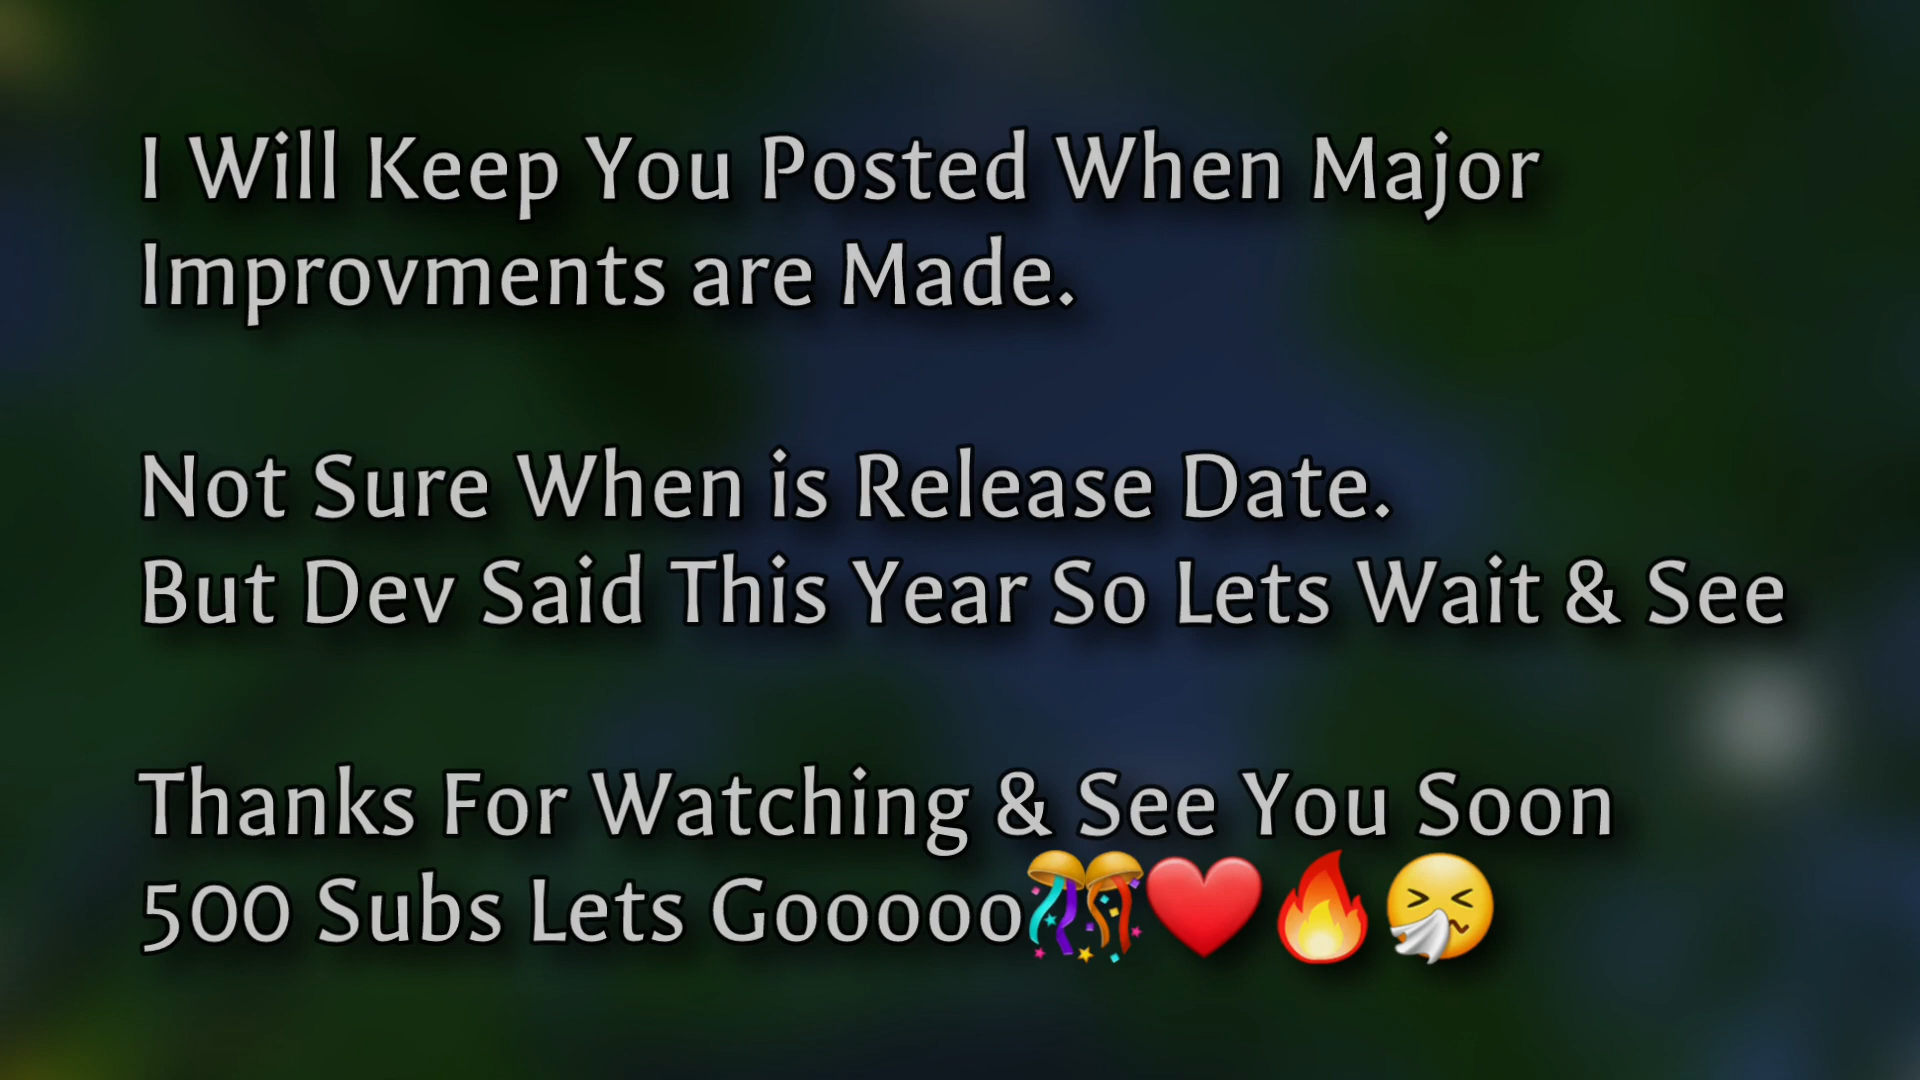 I Will Keep You Posted When Major
Improvments are Made.
Not Sure When is Release Date.
But Dev Said This Year So Lets Wait & See
Thanks For Watching & See You Soon
500 Subs Lets Gooooo🎊❤️🔥🤧